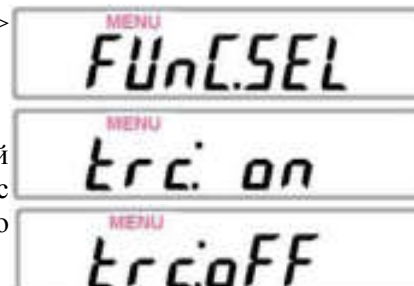 >
MENU
FUnC.SEL
MENU
й
trc: on
с
о
MENU
trc:oFF